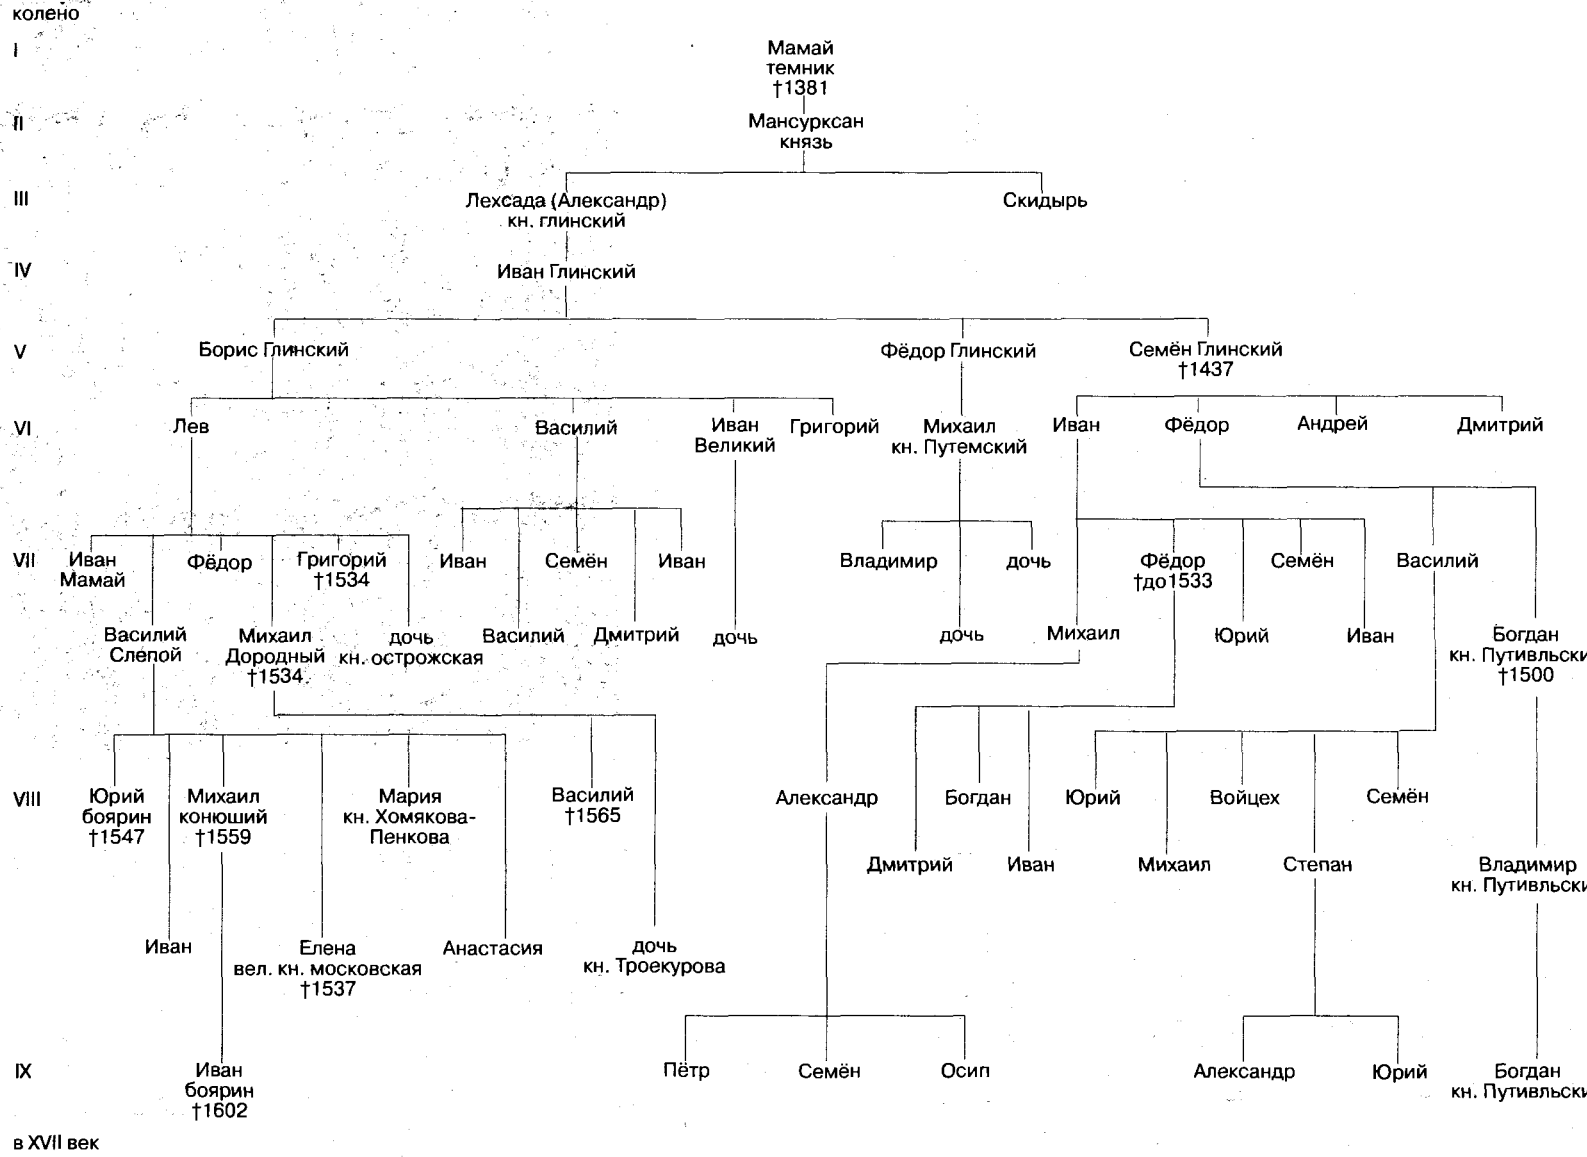 колено
I
Мамай
темник
†1381
II
Мансурксан
князь
III
Лехсада (Александр)
кн. глинский
Скидырь
IV
Иван Глинский
V
Борис Глинский
Фёдор Глинский
Семён Глинский
†1437
VI
Лев
Василий
Иван
Великий
Григорий
Михаил
кн. Путемский
Иван
Фёдор
Андрей
Дмитрий
VII
Иван
Мамай
Фёдор
Григорий
†1534
Иван
Семён
Иван
Владимир
дочь
Фёдор
†до1533
Семён
Василий
Василий
Слепой
Михаил
Дородный
†1534
дочь
кн. острожская
Василий
Дмитрий
дочь
дочь
Михаил
Юрий
Иван
Богдан
кн. Путивльски
†1500
VIII
Юрий
боярин
†1547
Михаил
конюший
†1559
Мария
кн. Хомякова-
Пенкова
Василий
†1565
Александр
Богдан
Юрий
Войцех
Семён
Дмитрий
Иван
Михаил
Степан
Владимир
кн. Путивльски
Иван
Елена
вел. кн. московская
†1537
Анастасия
дочь
кн. Троекурова
IX
Иван
боярин
†1602
Пётр
Семён
Осип
Александр
Юрий
Богдан
кн. Путивльски
в XVII век